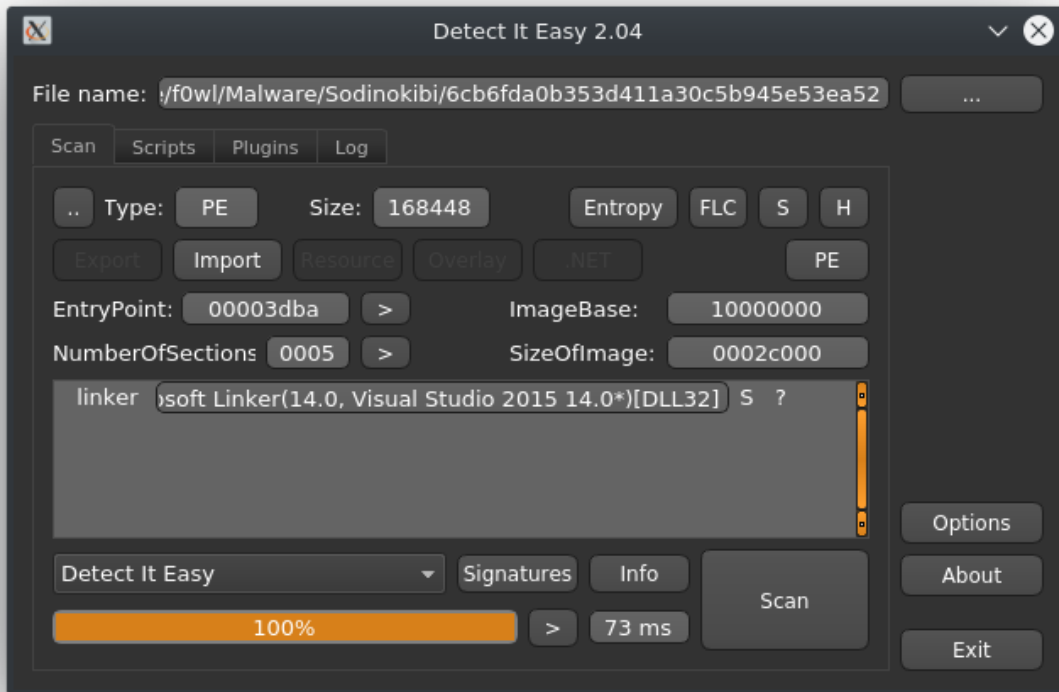 Detect It Easy 2.04
File name: :/f0wl/Malware/Sodinokibi/6cb6fda0b353d411a30c5b945e53ea52 ...
Scan Scripts Plugins Log
.. Type: PE Size: 168448 Entropy FLC S H
Export Import Resource Overlay .NET PE
EntryPoint: 00003dba > ImageBase: 10000000
NumberOfSections 0005 > SizeOfImage: 0002c000
linker osoft Linker(14.0, Visual Studio 2015 14.0*)[DLL32] S ?
Options
Detect It Easy Signatures Info Scan About
100% > 73 ms
Exit